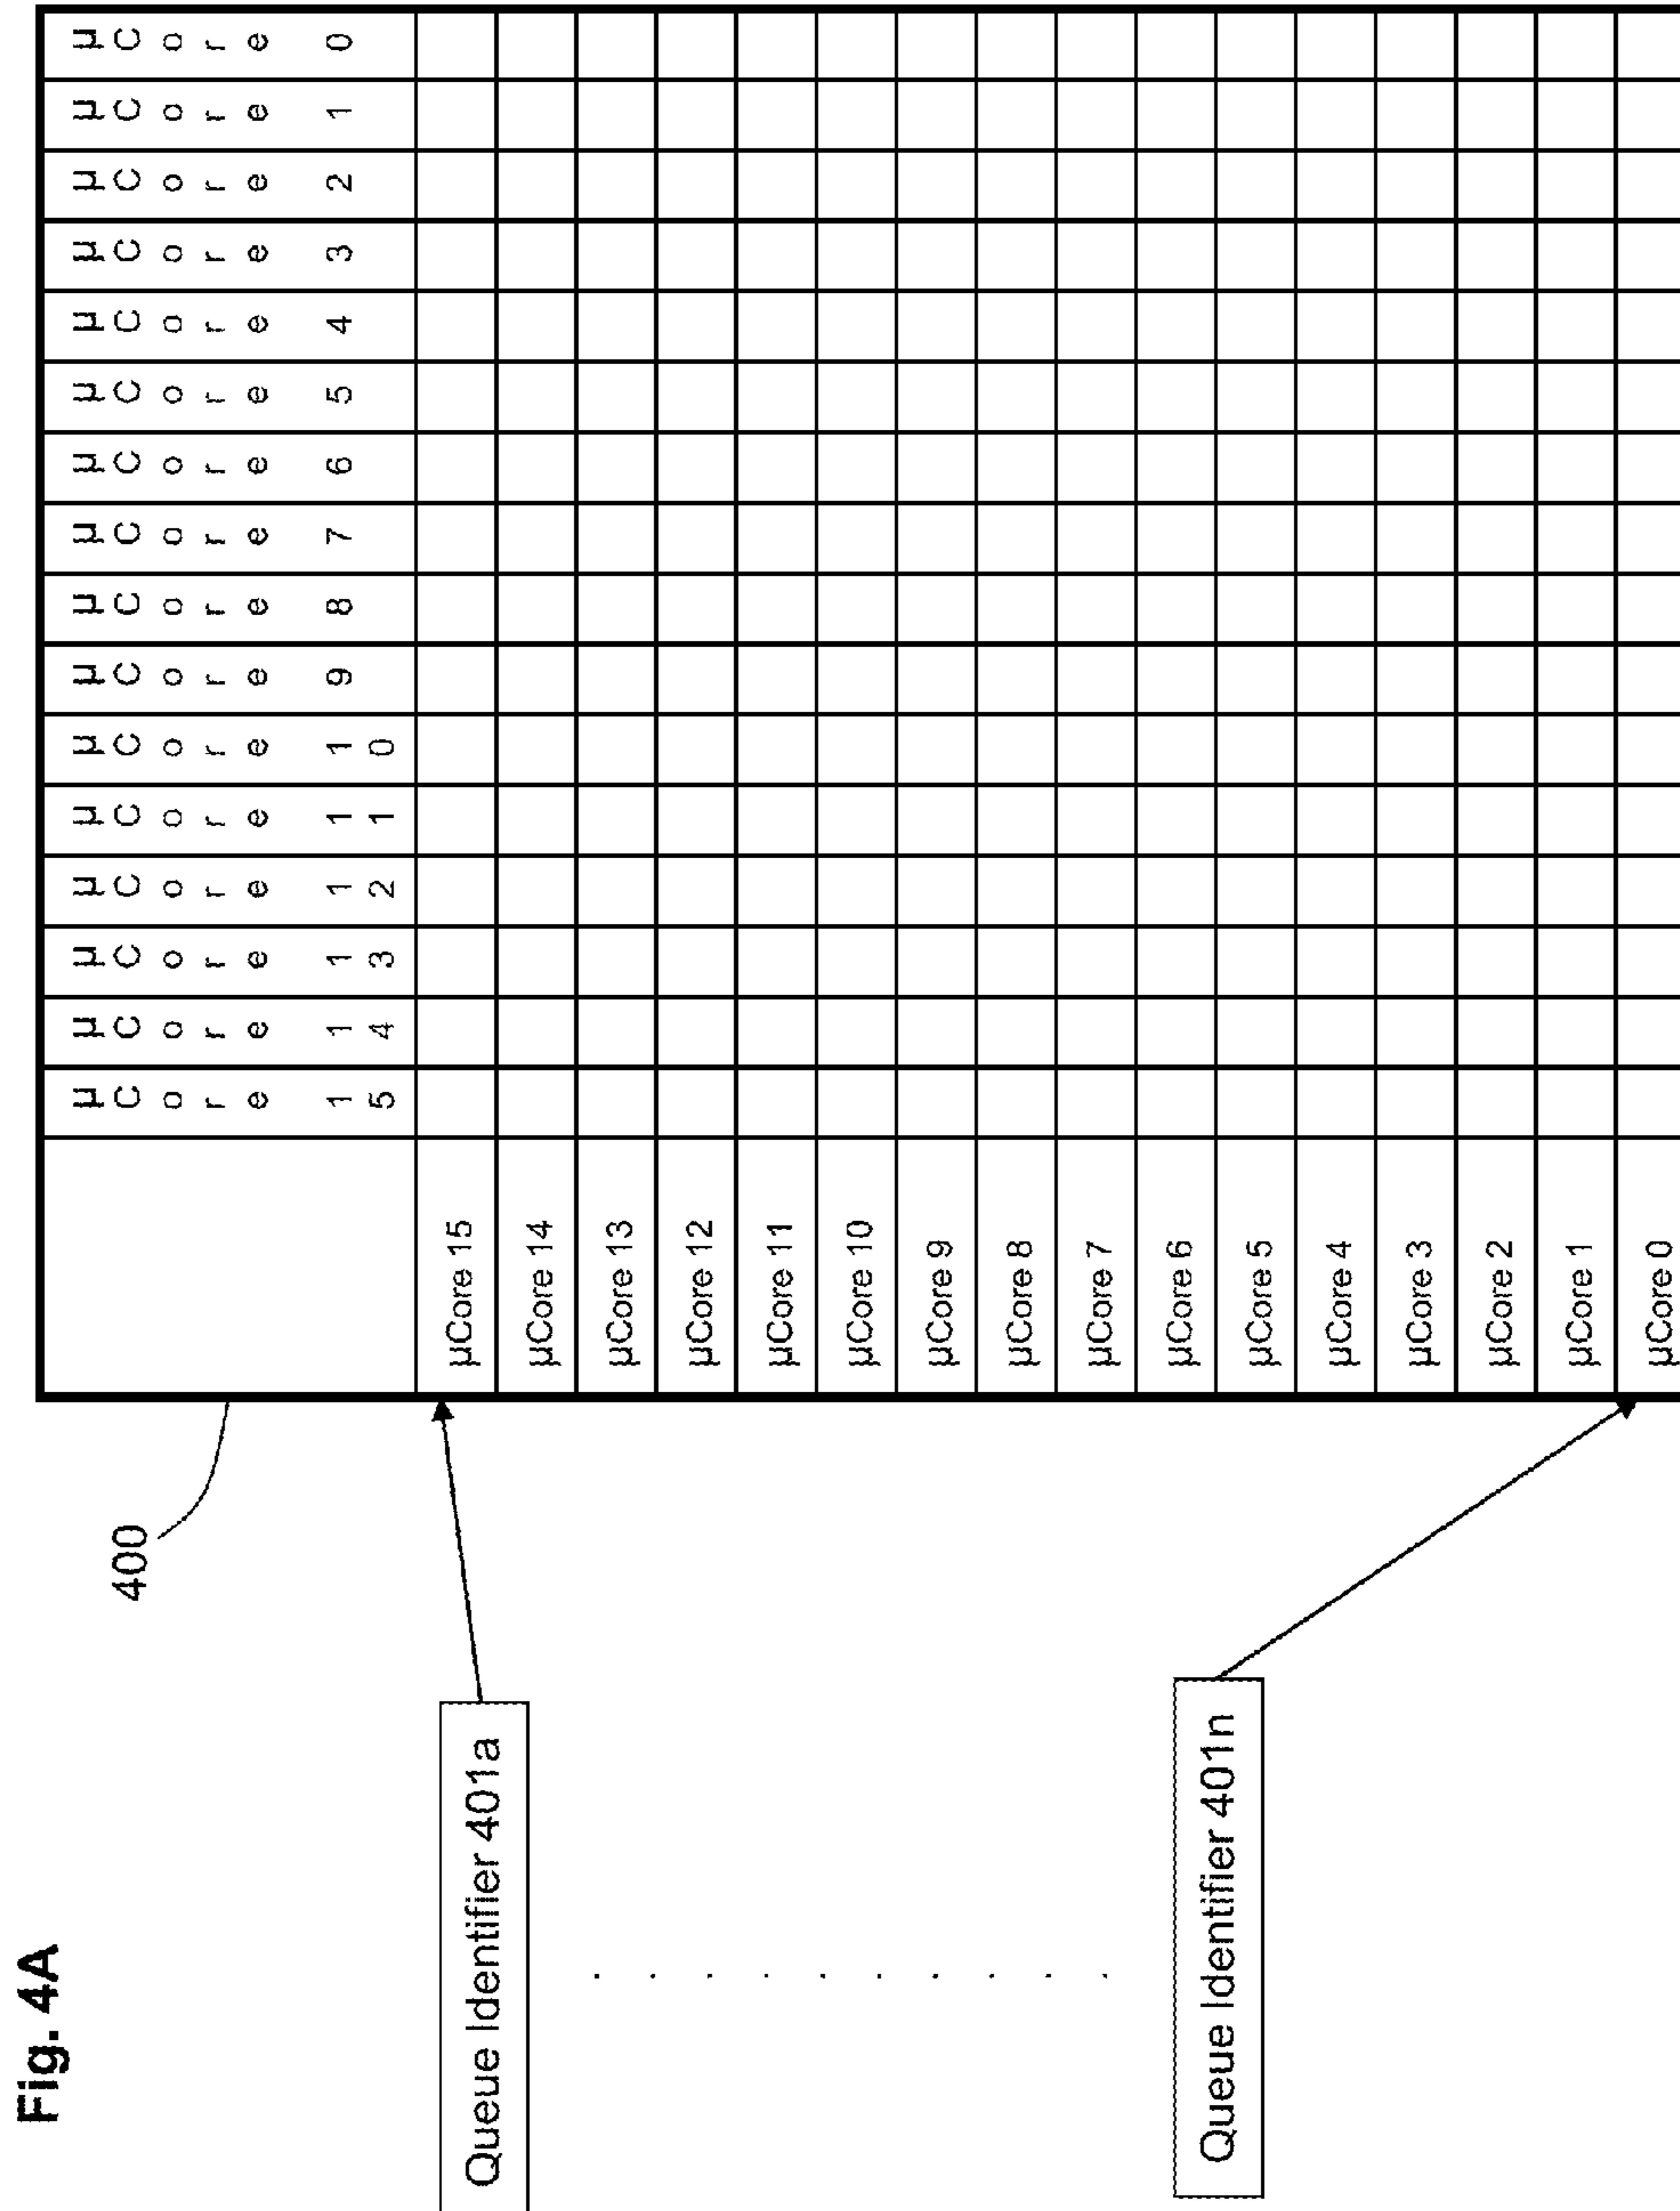 Fig. 4A
400
µCore 15
µCore 14
µCore 13
µCore 12
µCore 11
µCore 10
µCore 9
µCore 8
µCore 7
µCore 6
µCore 5
µCore 4
µCore 3
µCore 2
µCore 1
µCore 0
Queue Identifier 401a
Queue Identifier 401n
µCore 15
µCore 14
µCore 13
µCore 12
µCore 11
µCore 10
µCore 9
µCore 8
µCore 7
µCore 6
µCore 5
µCore 4
µCore 3
µCore 2
µCore 1
µCore 0